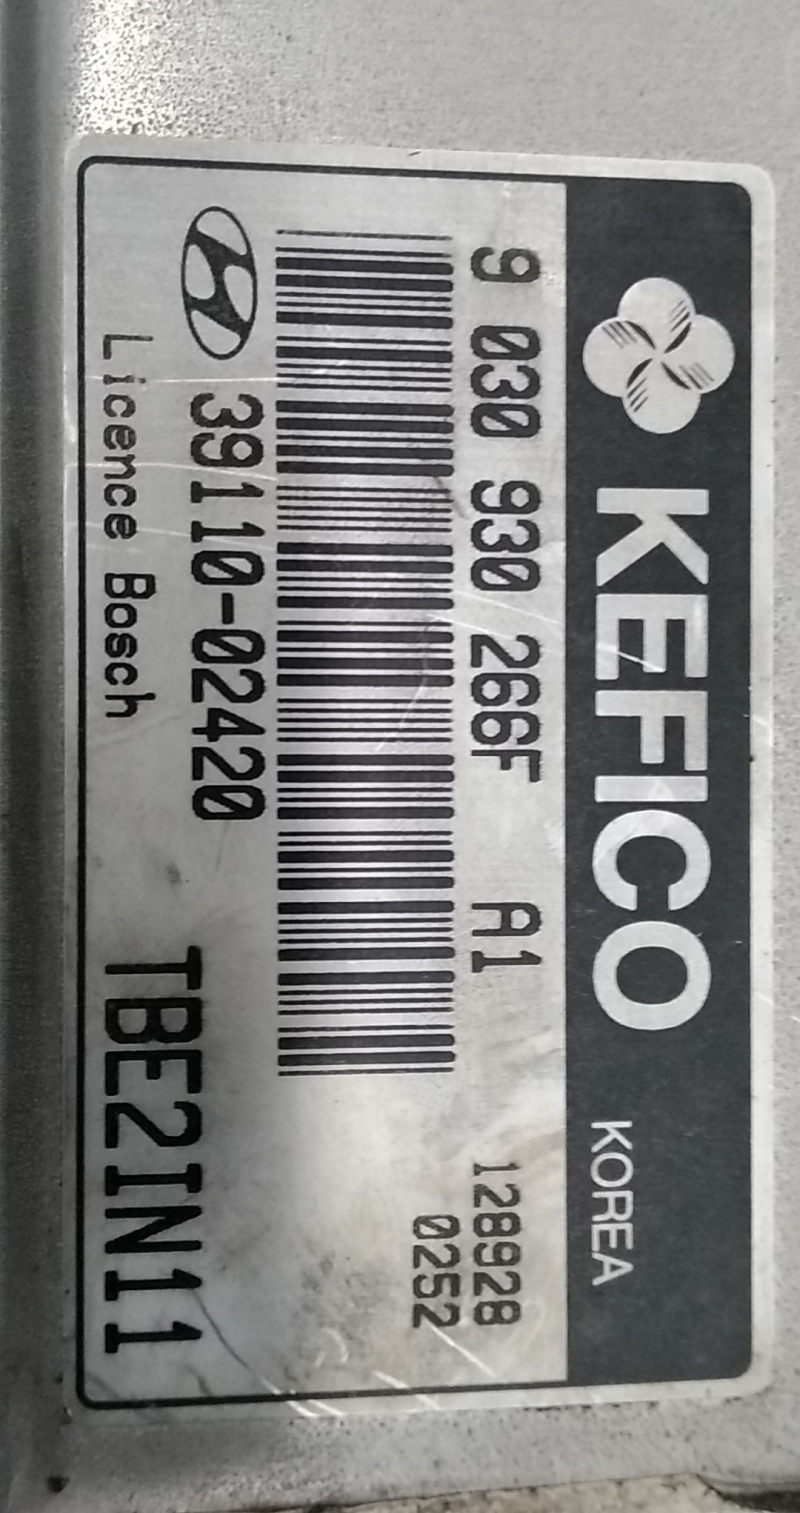 KEFICO KOREA
9 030 930 266F A1 128928
0252
39110-02420
Licence Bosch TBE2IN11